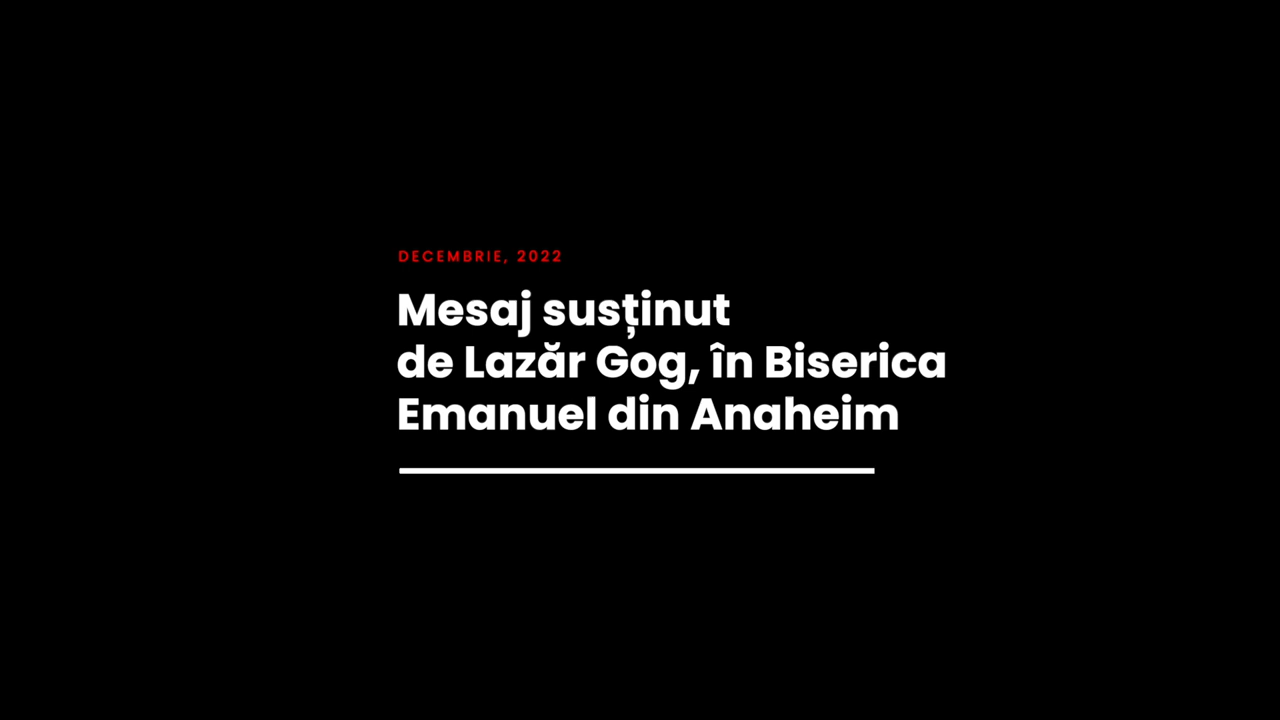 DECEMBRIE, 2022
Mesaj susținut
de Lazăr Gog, în Biserica
Emanuel din Anaheim